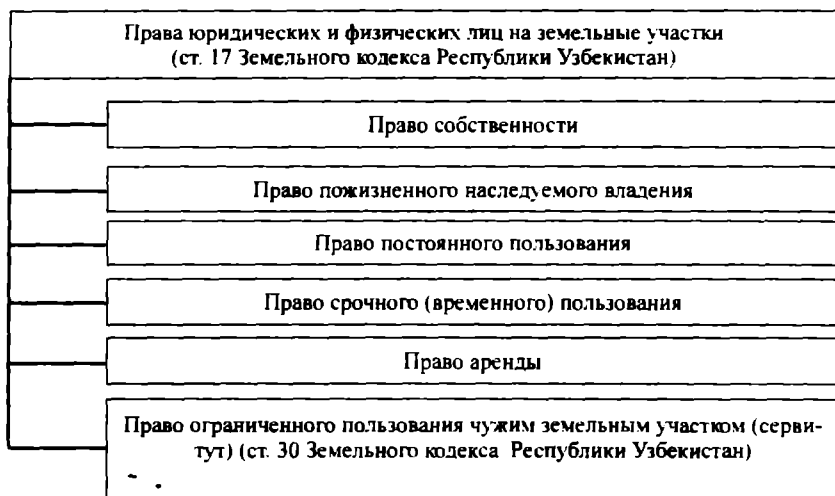 Права юридических и физических лиц на земельные участки
(ст. 17 Земельного кодекса Республики Узбекистан)
Право собственности
Право пожизненного наследуемого владения
Право постоянного пользования
Право срочного (временного) пользования
Право аренды
Право ограниченного пользования чужим земельным участком (серви-
тут) (ст. 30 Земельного кодекса Республики Узбекистан)